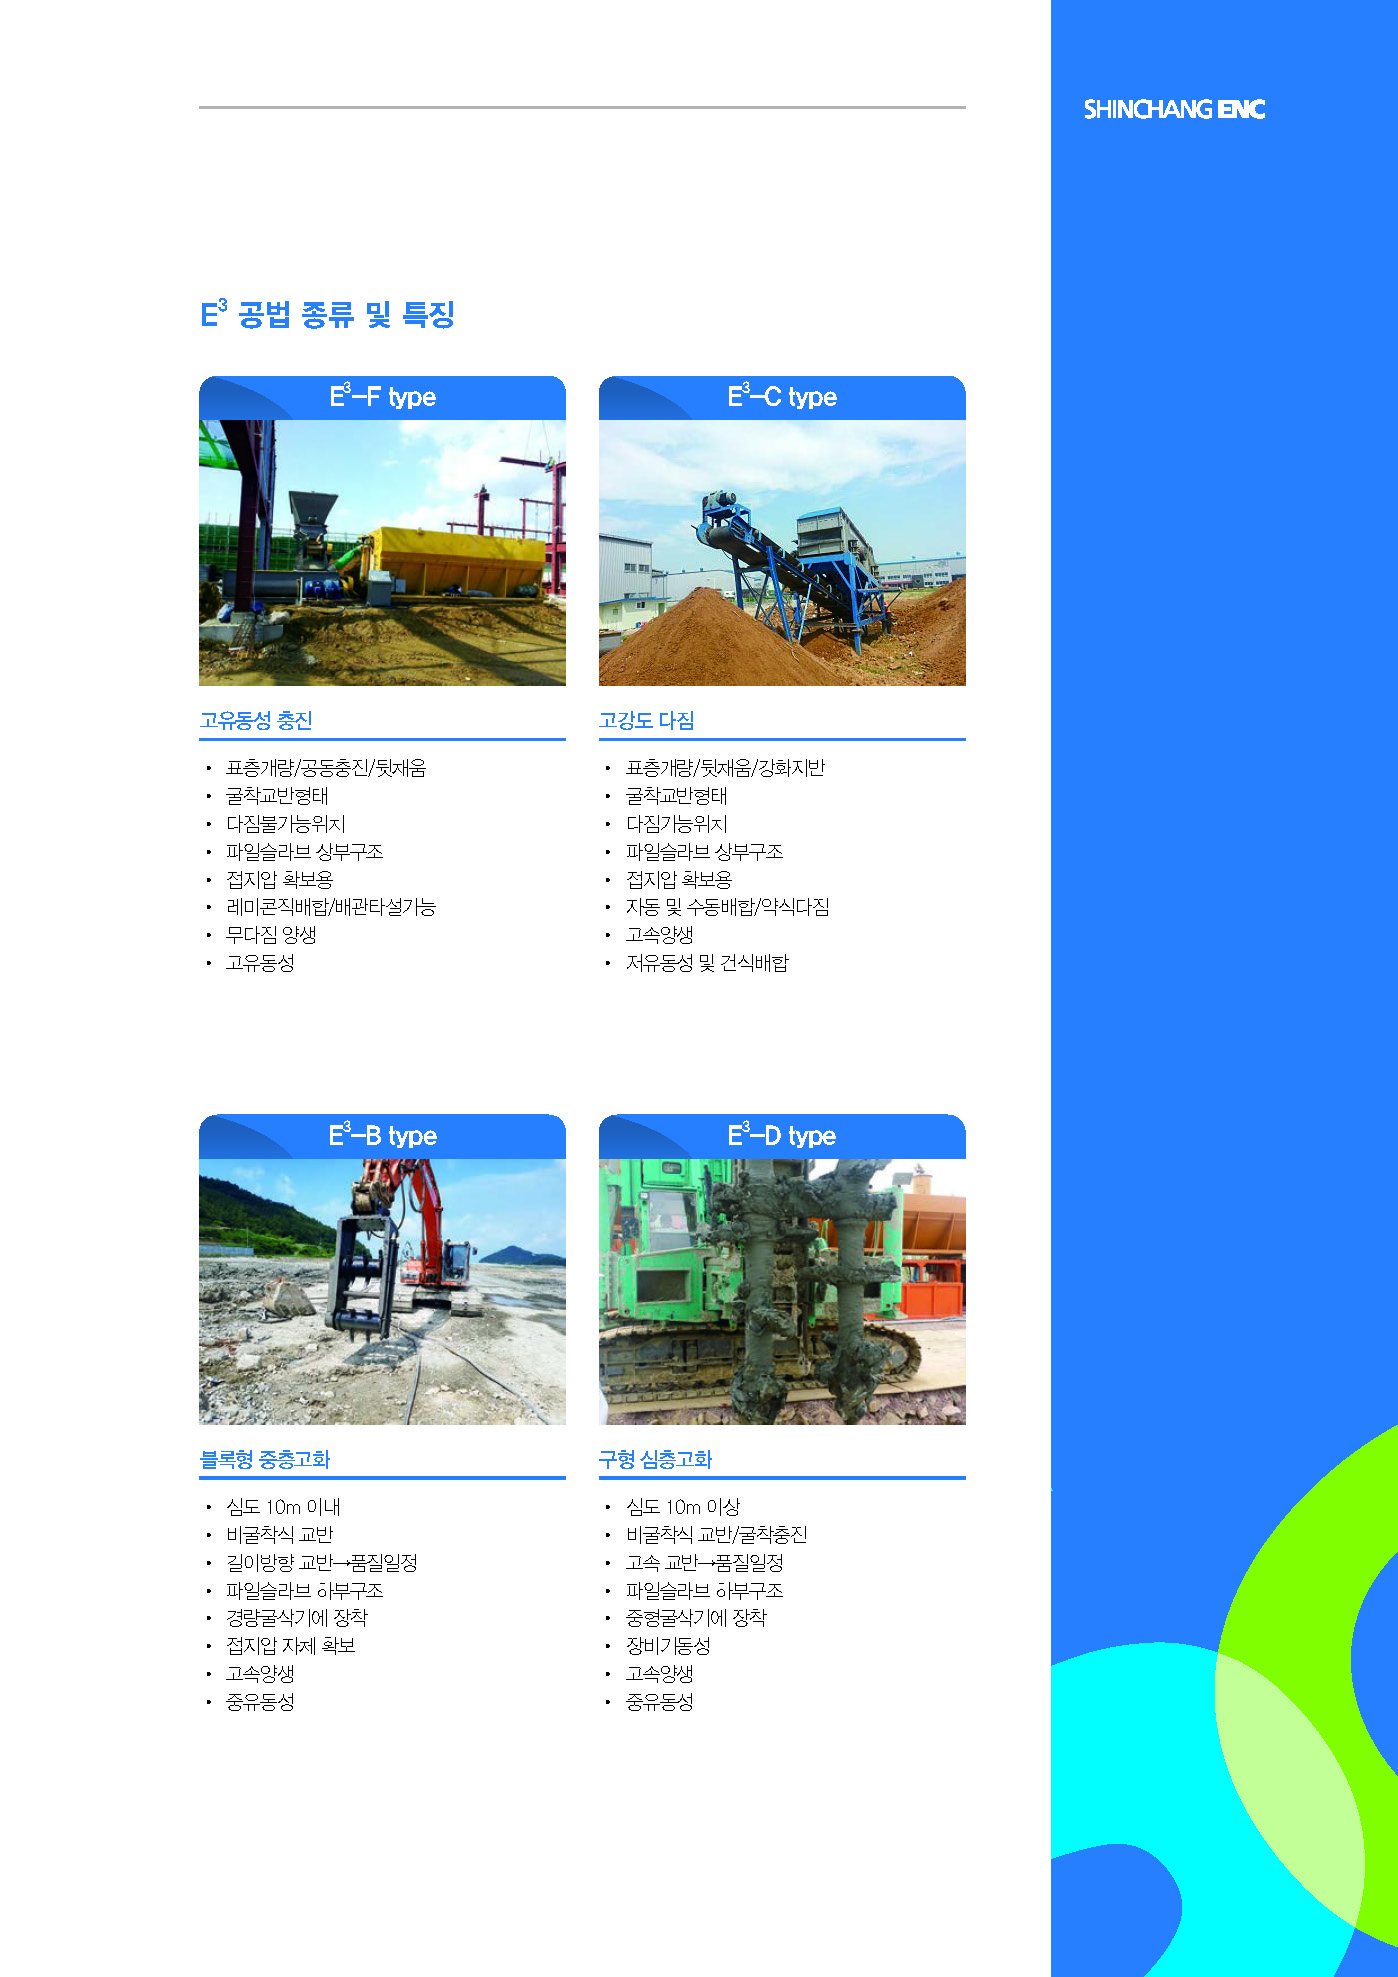 SHINCHANG ENC
E³ 공법 종류 및 특징
E³-F type
고유동성 충진
• 표층개량/공동충진/뒷채움
• 굴착교반형태
• 다짐불가능위치
• 파일슬라브 상부구조
• 접지압 확보용
• 레미콘직배합/배관타설가능
• 무다짐 양생
• 고유동성
E³-C type
고강도 다짐
• 표층개량/뒷채움/강화지반
• 굴착교반형태
• 다짐가능위치
• 파일슬라브 상부구조
• 접지압 확보용
• 자동 및 수동배합/약식다짐
• 고속양생
• 저유동성 및 건식배합
E³-B type
블록형 중층고화
• 심도 10m 이내
• 비굴착식 교반
• 길이방향 교반→품질일정
• 파일슬라브 하부구조
• 경량굴삭기에 장착
• 접지압 자체 확보
• 고속양생
• 중유동성
E³-D type
구형 심층고화
• 심도 10m 이상
• 비굴착식 교반/굴착충진
• 고속 교반→품질일정
• 파일슬라브 하부구조
• 중형굴삭기에 장착
• 장비기동성
• 고속양생
• 중유동성